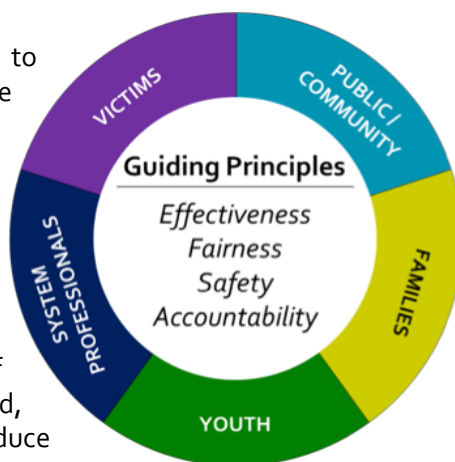 to
e
VICTIMS
PUBLIC/
COMMUNITY
Guiding Principles
Effectiveness
Fairness
Safety
Accountability
SYSTEM
PROFESSIONALS
FAMILIES
YOUTH
d,
duce